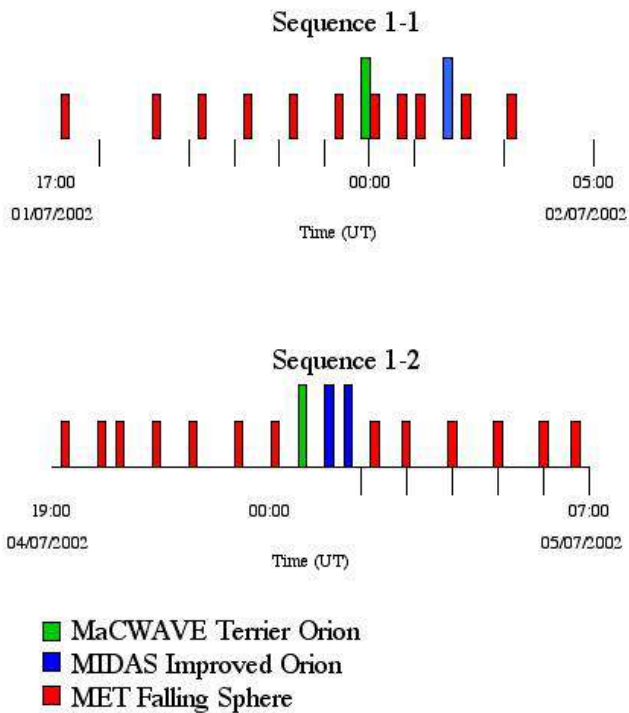 Sequence 1-1
17:00 00:00 05:00
01/07/2002 02/07/2002
Time (UT)
Sequence 1-2
19:00 00:00 07:00
04/07/2002 05/07/2002
Time (UT)
MaCWAVE Terrier Orion
MIDAS Improved Orion
MET Falling Sphere